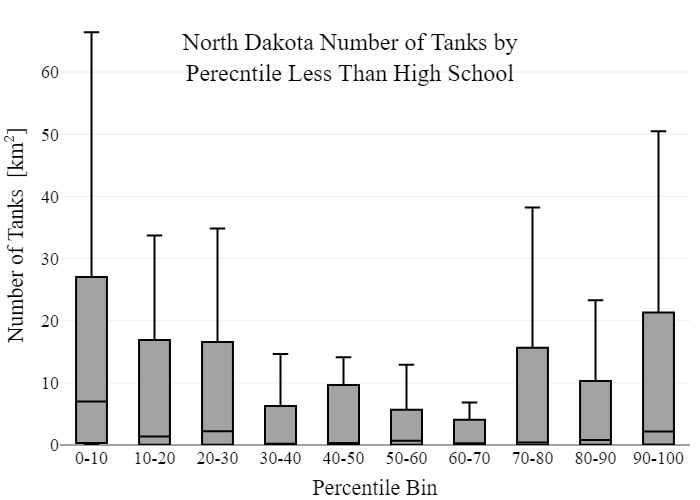 North Dakota Number of Tanks by
Perecntile Less Than High School
Number of Tanks [km²]
60
50
40
30
20
10
0
0-10 10-20 20-30 30-40 40-50 50-60 60-70 70-80 80-90 90-100
Percentile Bin